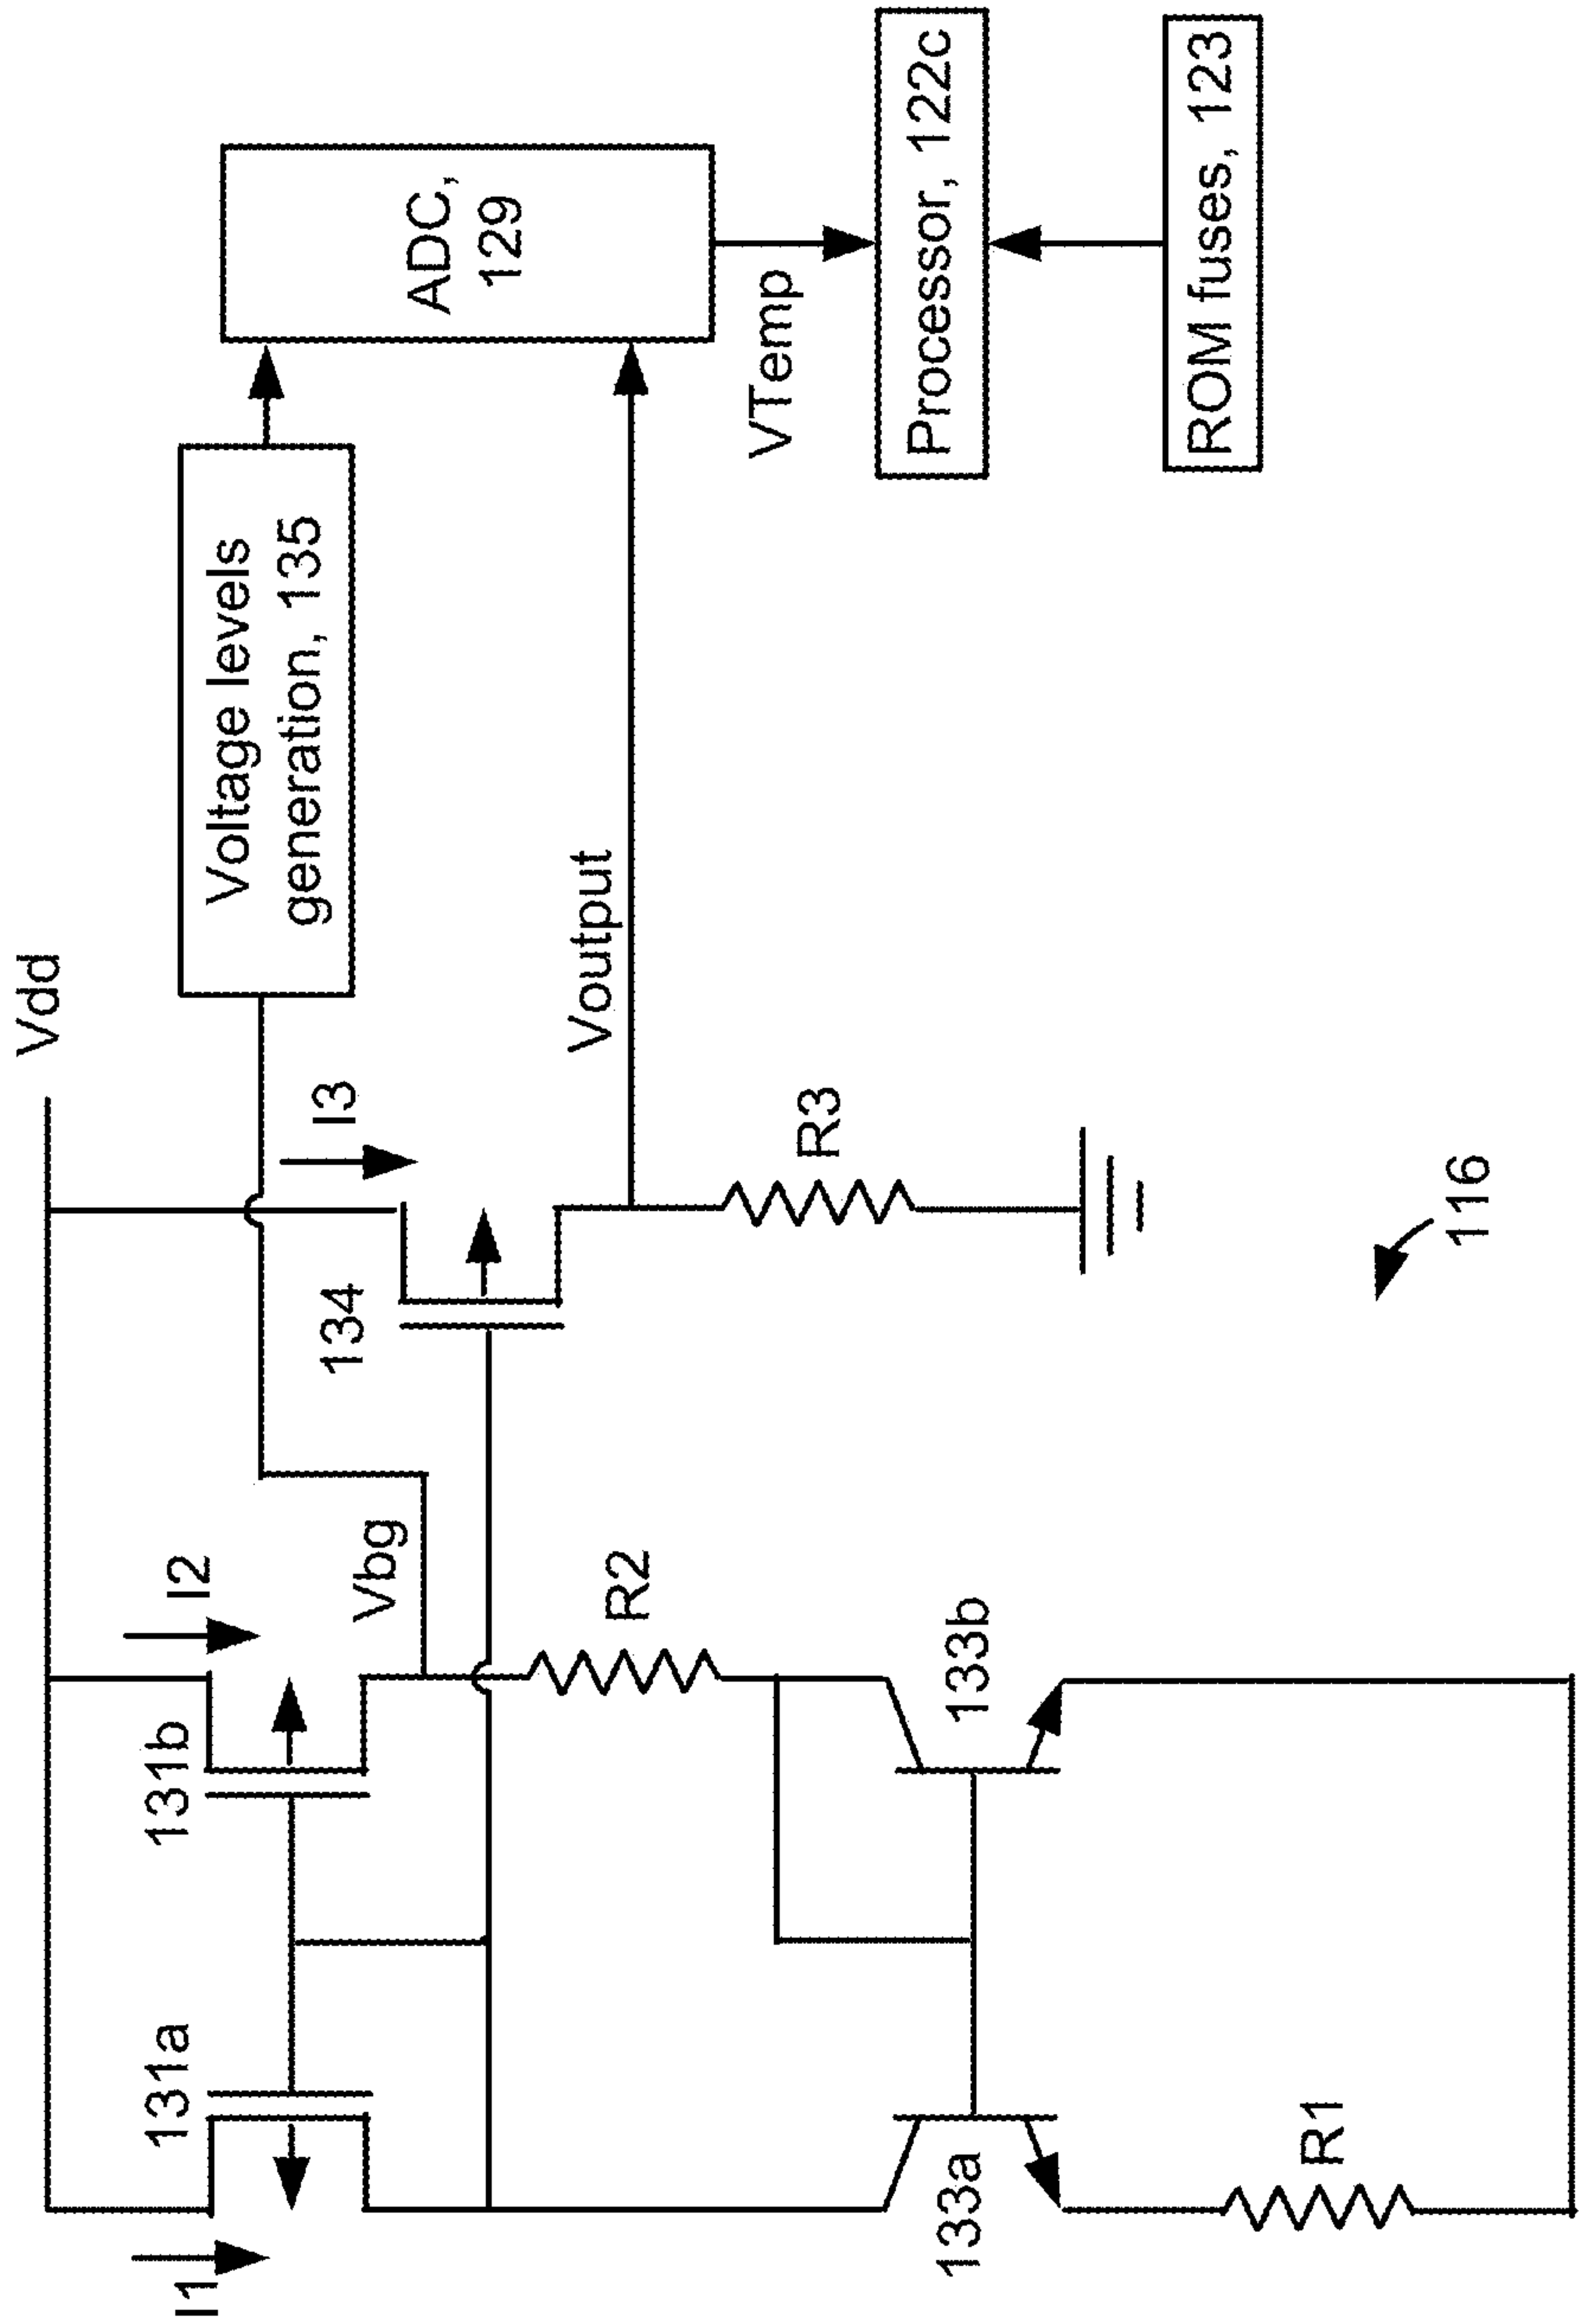 Vdd
I1
131a
131b
I2
Vbg
134
I3
Voltage levels
generation, 135
ADC,
129
Voutput
VTemp
R2
R3
Processor, 122c
133a
133b
ROM fuses, 123
R1
116